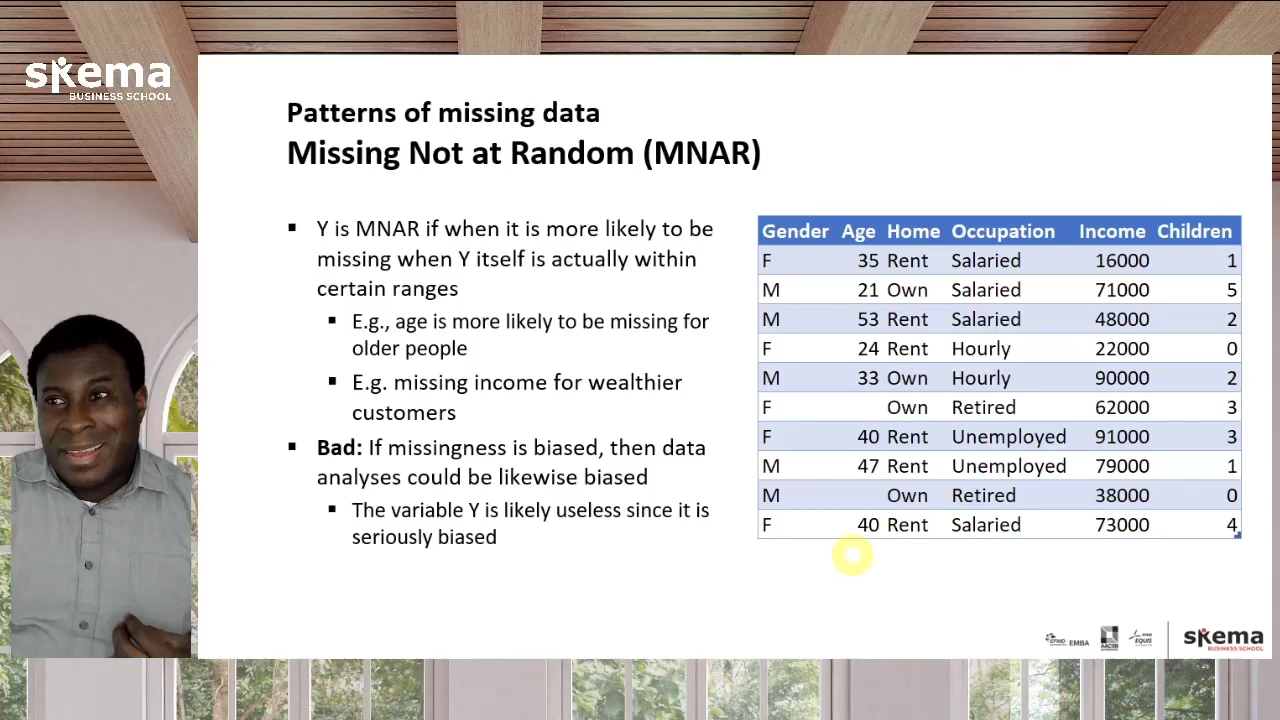 skema
BUSINESS SCHOOL
Patterns of missing data
Missing Not at Random (MNAR)
▪ Y is MNAR if when it is more likely to be
missing when Y itself is actually within
certain ranges
▪ E.g., age is more likely to be missing for
older people
▪ E.g. missing income for wealthier
customers
▪ Bad: If missingness is biased, then data
analyses could be likewise biased
▪ The variable Y is likely useless since it is
seriously biased
Gender Age Home Occupation Income Children
F 35 Rent Salaried 16000 1
M 21 Own Salaried 71000 5
M 53 Rent Salaried 48000 2
F 24 Rent Hourly 22000 0
M 33 Own Hourly 90000 2
F Own Retired 62000 3
F 40 Rent Unemployed 91000 3
M 47 Rent Unemployed 79000 1
M Own Retired 38000 0
F 40 Rent Salaried 73000 4
EFMD EMBA AACSB EQUIS skema
BUSINESS SCHOOL